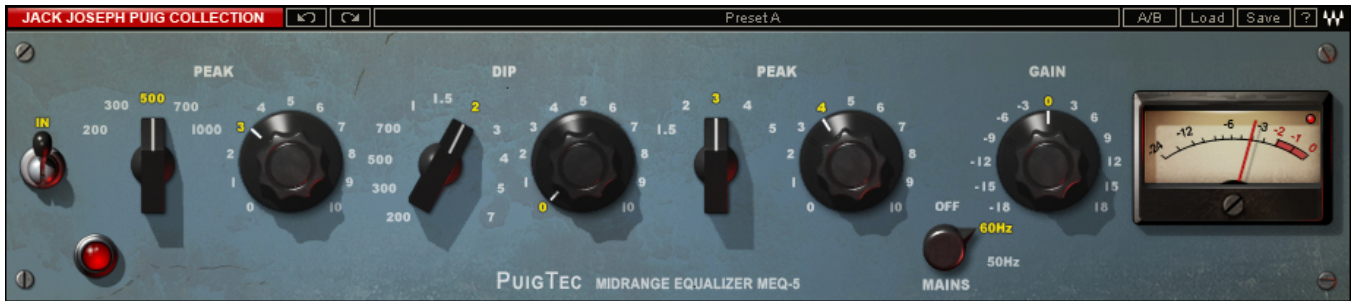 JACK JOSEPH PUIG COLLECTION Preset A A/B Load Save ?
PEAK DIP PEAK GAIN
IN
200 300 500 700 1000
0 1 2 3 4 5 6 7 8 9 10
200 300 500 700 1 1.5 2 3 4 5 7
0 1 2 3 4 5 6 7 8 9 10
1.5 2 3 4 5
0 1 2 3 4 5 6 7 8 9 10
-18 -15 -12 -9 -6 -3 0 3 6 9 12 15 18
-24 -12 -6 -3 -2 -1 0
OFF
60Hz
50Hz
MAINS
PUIGTEC MIDRANGE EQUALIZER MEQ-5